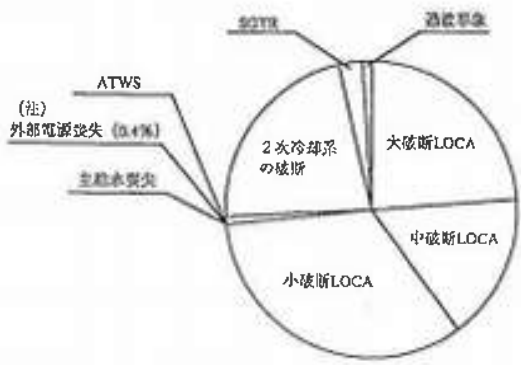 SGTR
過渡事象
ATWS
(注)
外部電源喪失 (0.4%)
主給水喪失
2次冷却系
の破断
大破断LOCA
中破断LOCA
小破断LOCA